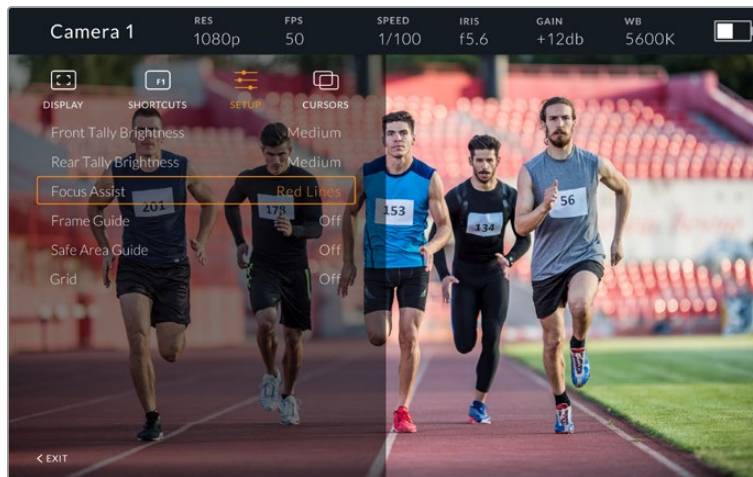 Camera 1 RES FPS SPEED IRIS GAIN WB
1080p 50 1/100 f5.6 +12db 5600K
F1
DISPLAY SHORTCUTS SETUP CURSORS
Front Tally Brightness Medium
Rear Tally Brightness Medium
Focus Assist Red Lines
Frame Guide Off
Safe Area Guide Off
Grid Off
201 178 153 134 56
EXIT